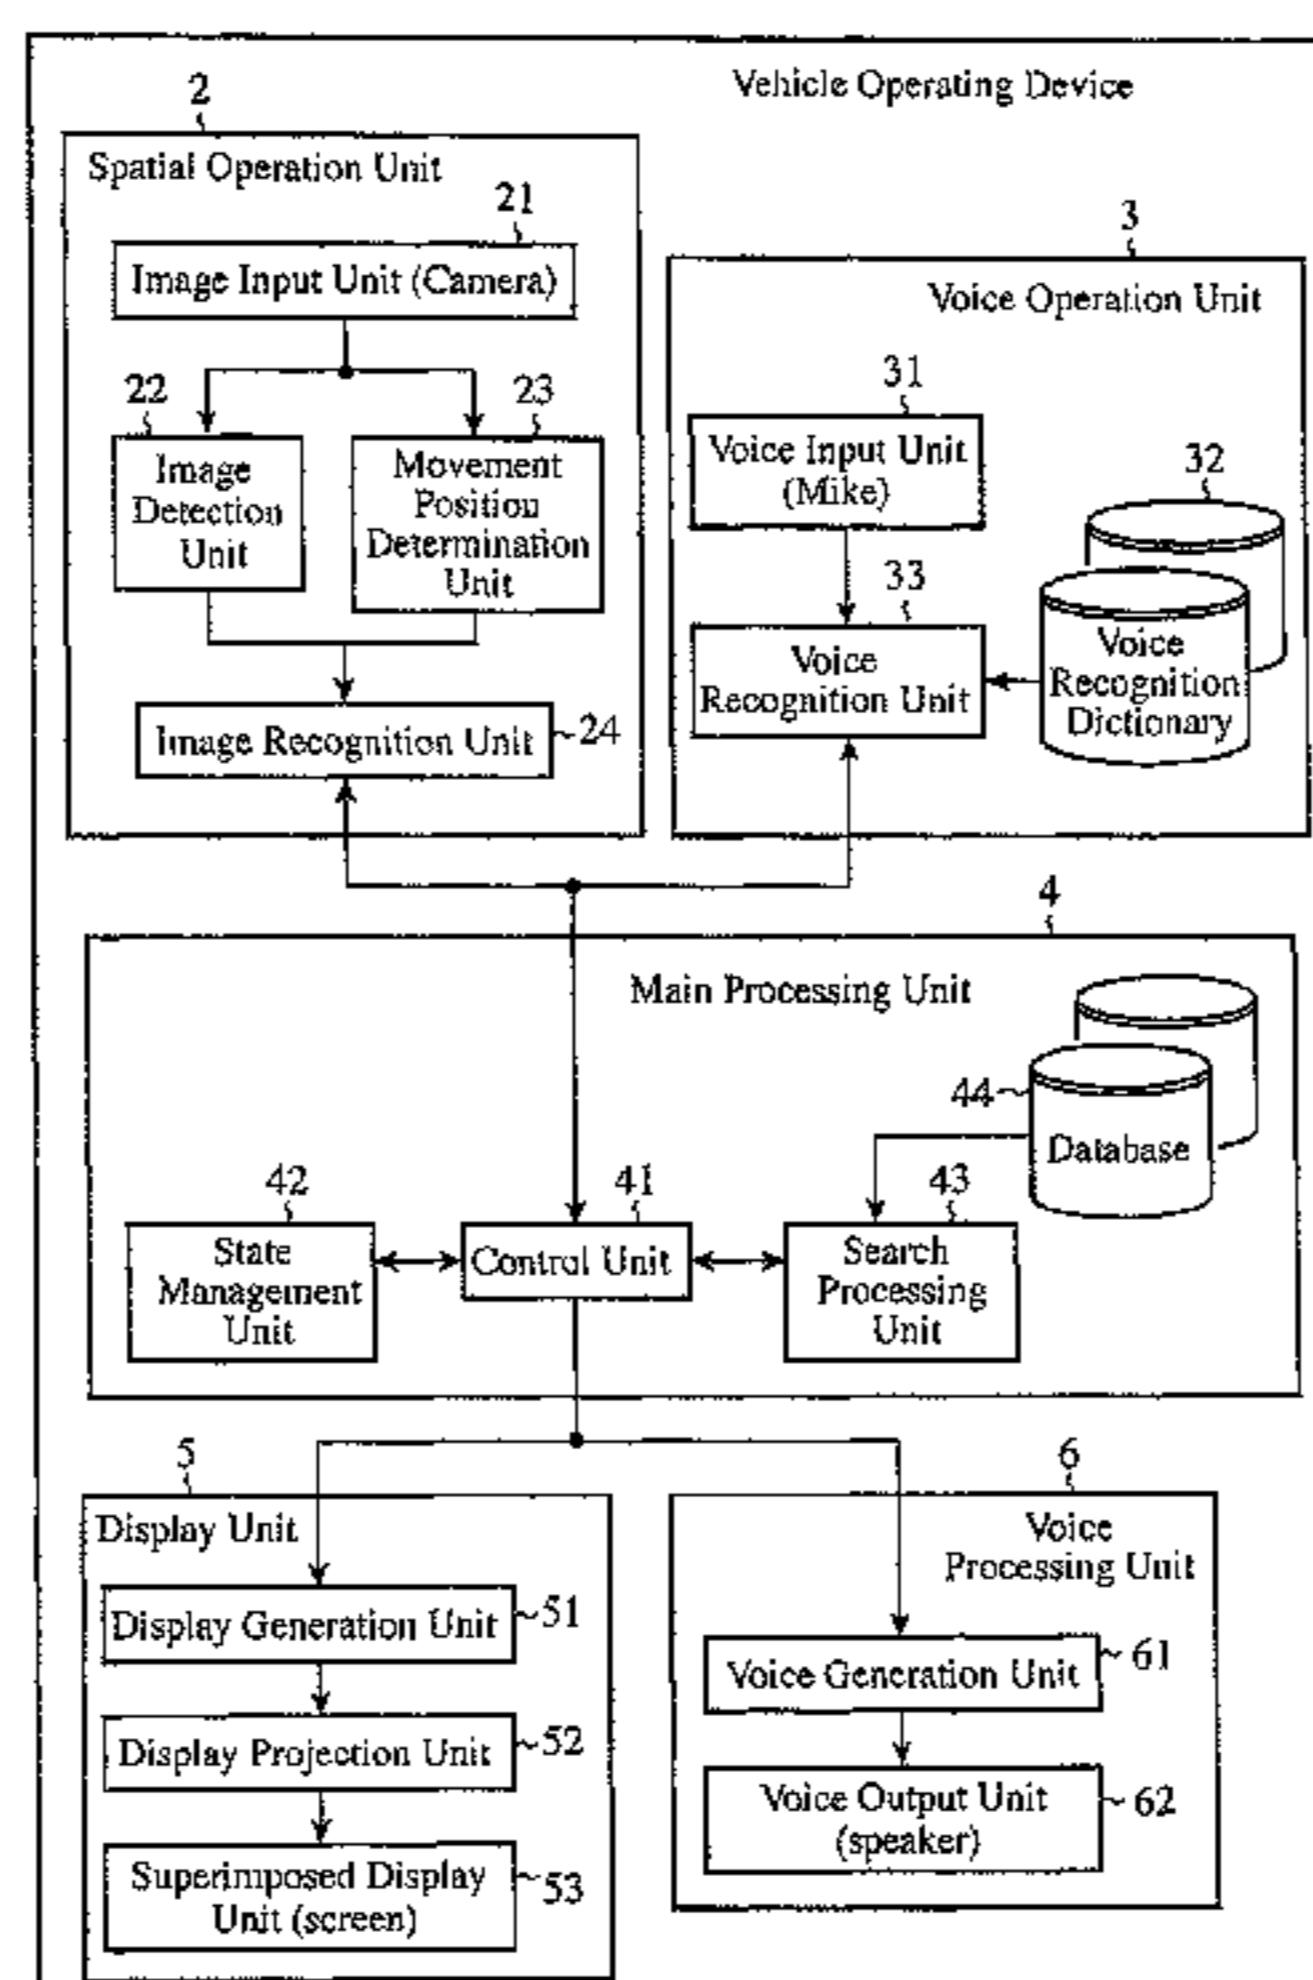 Vehicle Operating Device
2
Spatial Operation Unit
21
Image Input Unit (Camera)
22
Image
Detection
Unit
23
Movement
Position
Determination
Unit
Image Recognition Unit
24
3
Voice Operation Unit
31
Voice Input Unit
(Mike)
32
Voice
Recognition
Dictionary
33
Voice
Recognition Unit
4
Main Processing Unit
44
Database
42
State
Management
Unit
41
Control Unit
43
Search
Processing
Unit
5
Display Unit
Display Generation Unit
51
Display Projection Unit
52
Superimposed Display
Unit (screen)
53
6
Voice
Processing Unit
Voice Generation Unit
61
Voice Output Unit
(speaker)
62